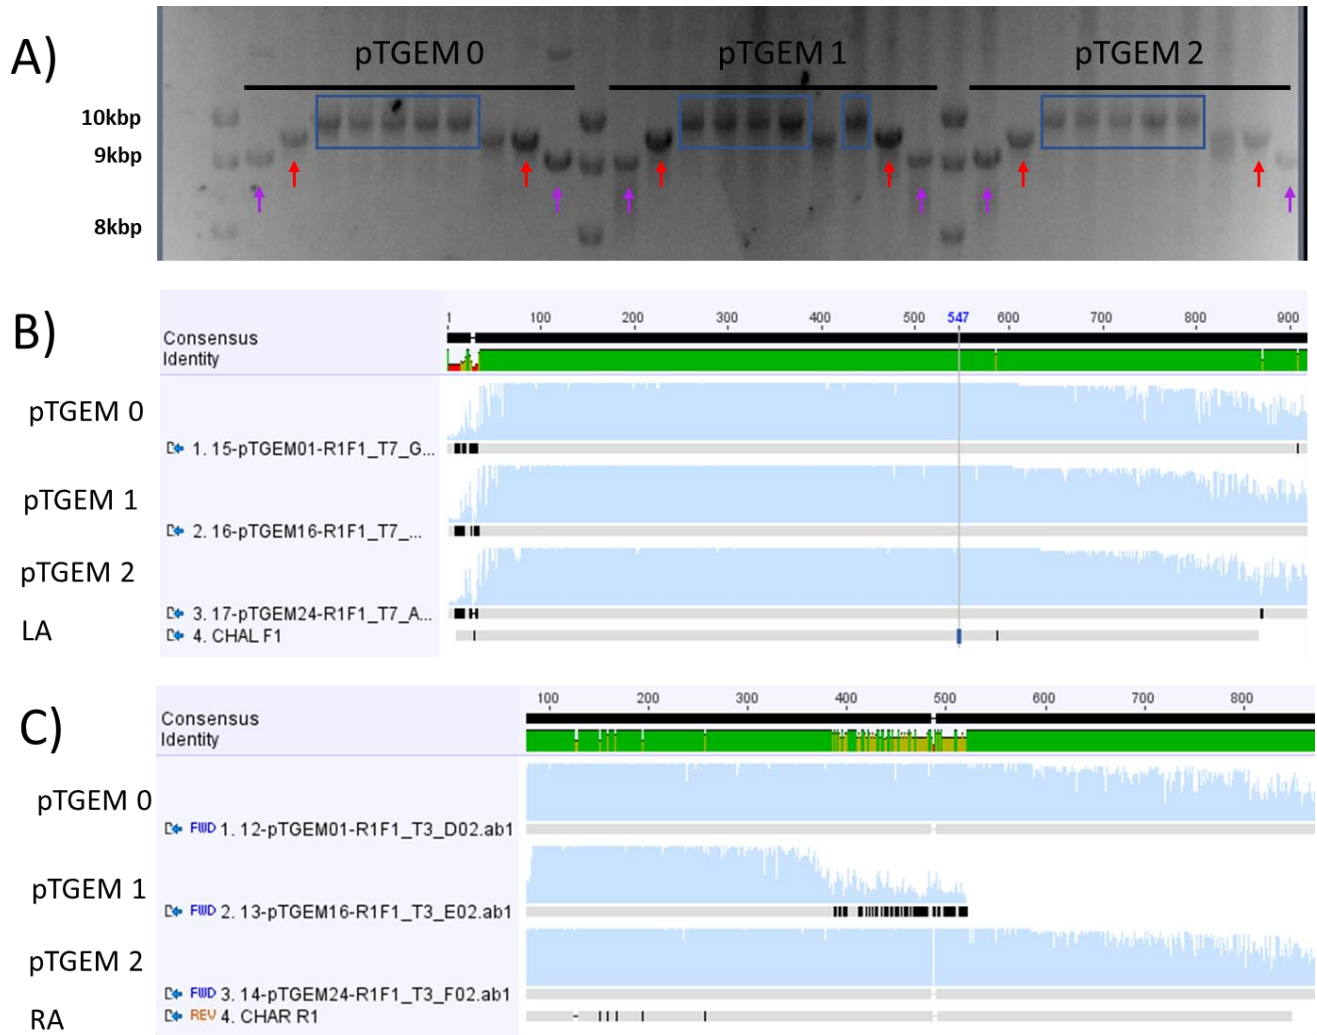 A)
pTGEM 0 pTGEM 1 pTGEM 2
10kbp
9kbp
8kbp
B)
1 100 200 300 400 500 547 600 700 800 900
Consensus
Identity
pTGEM 0
1. 15-pTGEM01-R1F1_T7_G...
pTGEM 1
2. 16-pTGEM16-R1F1_T7_...
pTGEM 2
3. 17-pTGEM24-R1F1_T7_A...
LA
4. CHAL F1
C)
100 200 300 400 500 600 700 800
Consensus
Identity
pTGEM 0
FWD 1. 12-pTGEM01-R1F1_T3_D02.ab1
pTGEM 1
FWD 2. 13-pTGEM16-R1F1_T3_E02.ab1
pTGEM 2
FWD 3. 14-pTGEM24-R1F1_T3_F02.ab1
RA
REV 4. CHAR R1